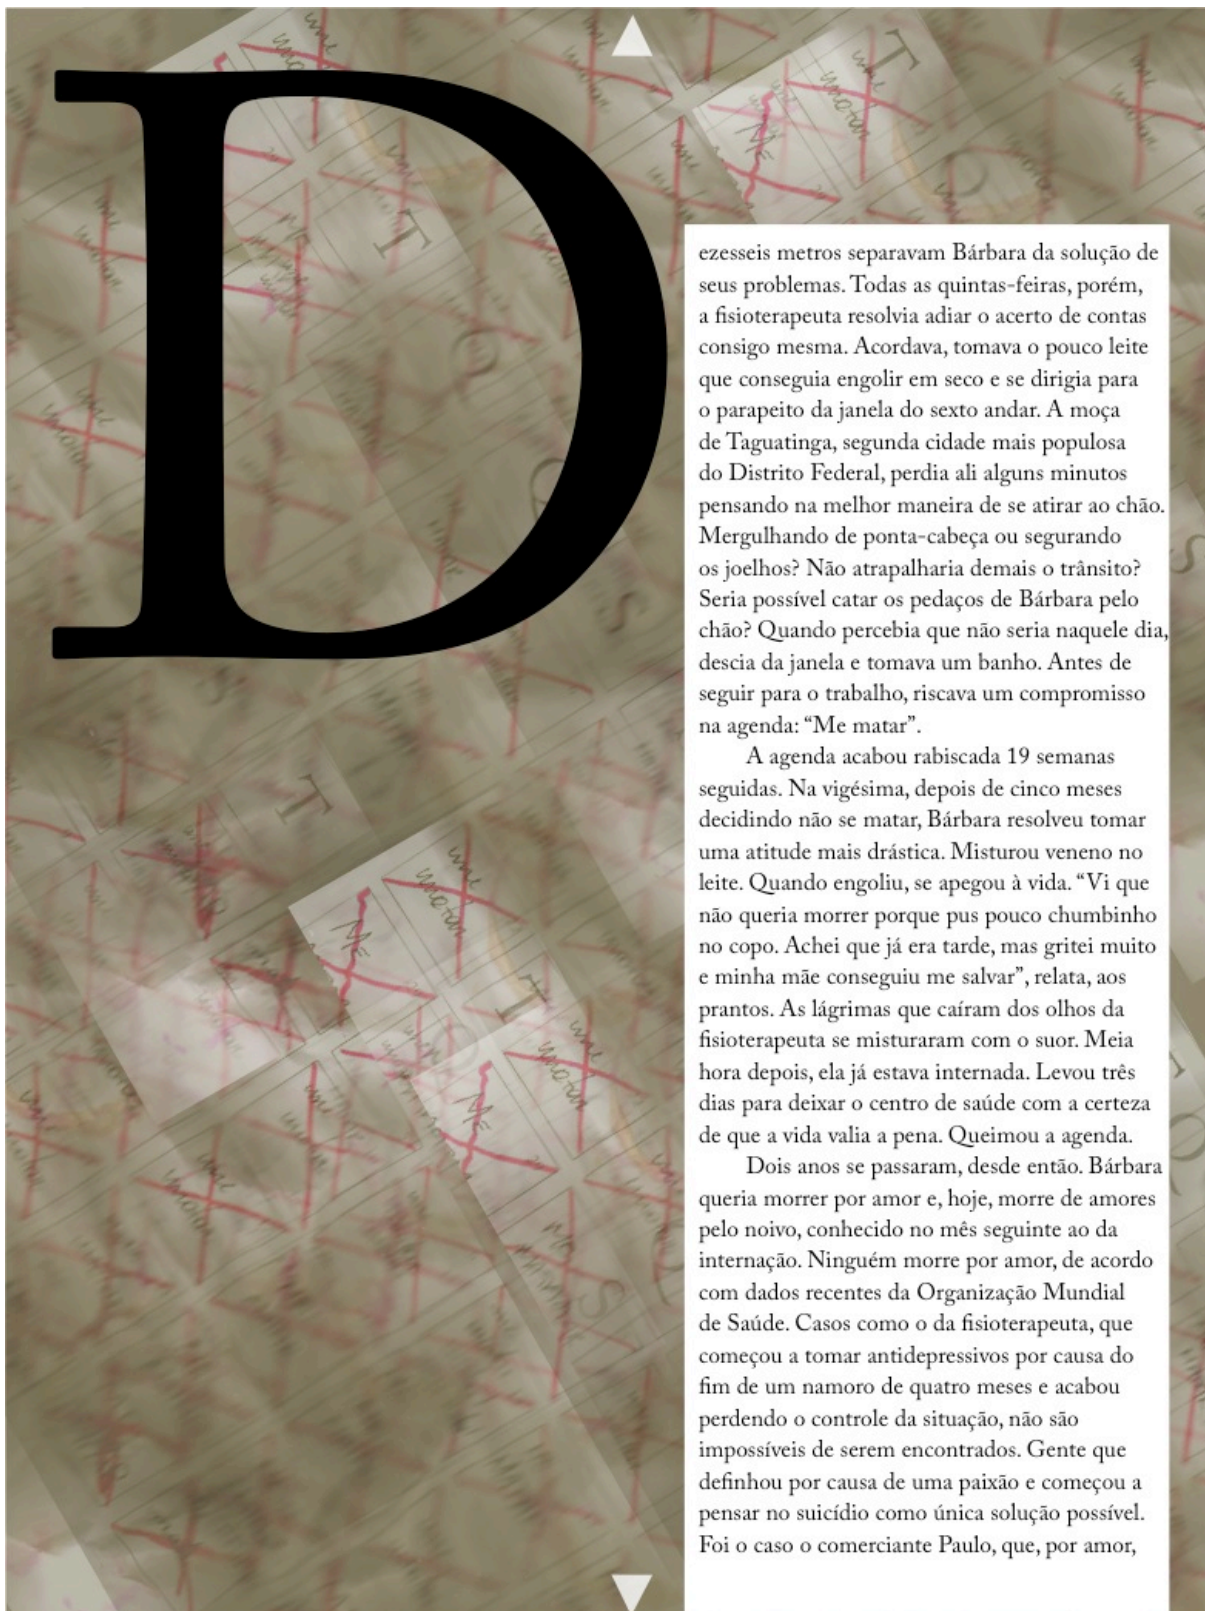 D
ezesseis metros separavam Bárbara da solução de
seus problemas. Todas as quintas-feiras, porém,
a fisioterapeuta resolvia adiar o acerto de contas
consigo mesma. Acordava, tomava o pouco leite
que conseguia engolir em seco e se dirigia para
o parapeito da janela do sexto andar. A moça
de Taguatinga, segunda cidade mais populosa
do Distrito Federal, perdia ali alguns minutos
pensando na melhor maneira de se atirar ao chão.
Mergulhando de ponta-cabeça ou segurando
os joelhos? Não atrapalharia demais o trânsito?
Seria possível catar os pedaços de Bárbara pelo
chão? Quando percebia que não seria naquele dia,
descia da janela e tomava um banho. Antes de
seguir para o trabalho, riscava um compromisso
na agenda: “Me matar”.
A agenda acabou rabiscada 19 semanas
seguidas. Na vigésima, depois de cinco meses
decidindo não se matar, Bárbara resolveu tomar
uma atitude mais drástica. Misturou veneno no
leite. Quando engoliu, se apegou à vida. “Vi que
não queria morrer porque pus pouco chumbinho
no copo. Achei que já era tarde, mas gritei muito
e minha mãe conseguiu me salvar”, relata, aos
prantos. As lágrimas que caíram dos olhos da
fisioterapeuta se misturaram com o suor. Meia
hora depois, ela já estava internada. Levou três
dias para deixar o centro de saúde com a certeza
de que a vida valia a pena. Queimou a agenda.
Dois anos se passaram, desde então. Bárbara
queria morrer por amor e, hoje, morre de amores
pelo noivo, conhecido no mês seguinte ao da
internação. Ninguém morre por amor, de acordo
com dados recentes da Organização Mundial
de Saúde. Casos como o da fisioterapeuta, que
começou a tomar antidepressivos por causa do
fim de um namoro de quatro meses e acabou
perdendo o controle da situação, não são
impossíveis de serem encontrados. Gente que
definhou por causa de uma paixão e começou a
pensar no suicídio como única solução possível.
Foi o caso o comerciante Paulo, que, por amor,